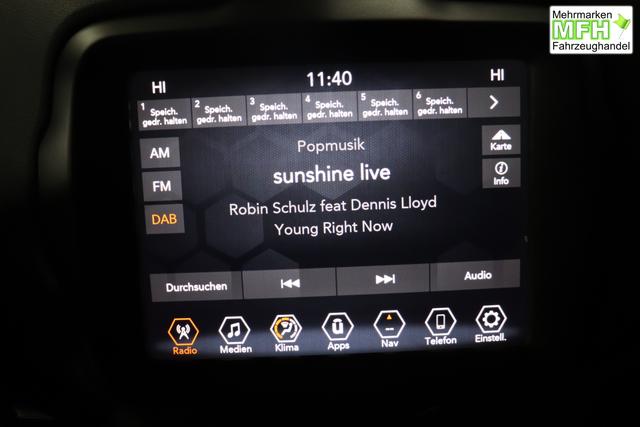 Mehrmarken
MFH
Fahrzeughandel
HI
11:40
HI
1 Speich. gedr. halten
2 Speich. gedr. halten
3 Speich. gedr. halten
4 Speich. gedr. halten
5 Speich. gedr. halten
6 Speich. gedr. halten
AM
Popmusik
Karte
sunshine live
FM
Info
Robin Schulz feat Dennis Lloyd
DAB
Young Right Now
Durchsuchen
Audio
Radio
Medien
Klima
Apps
Nav
Telefon
Einstell.